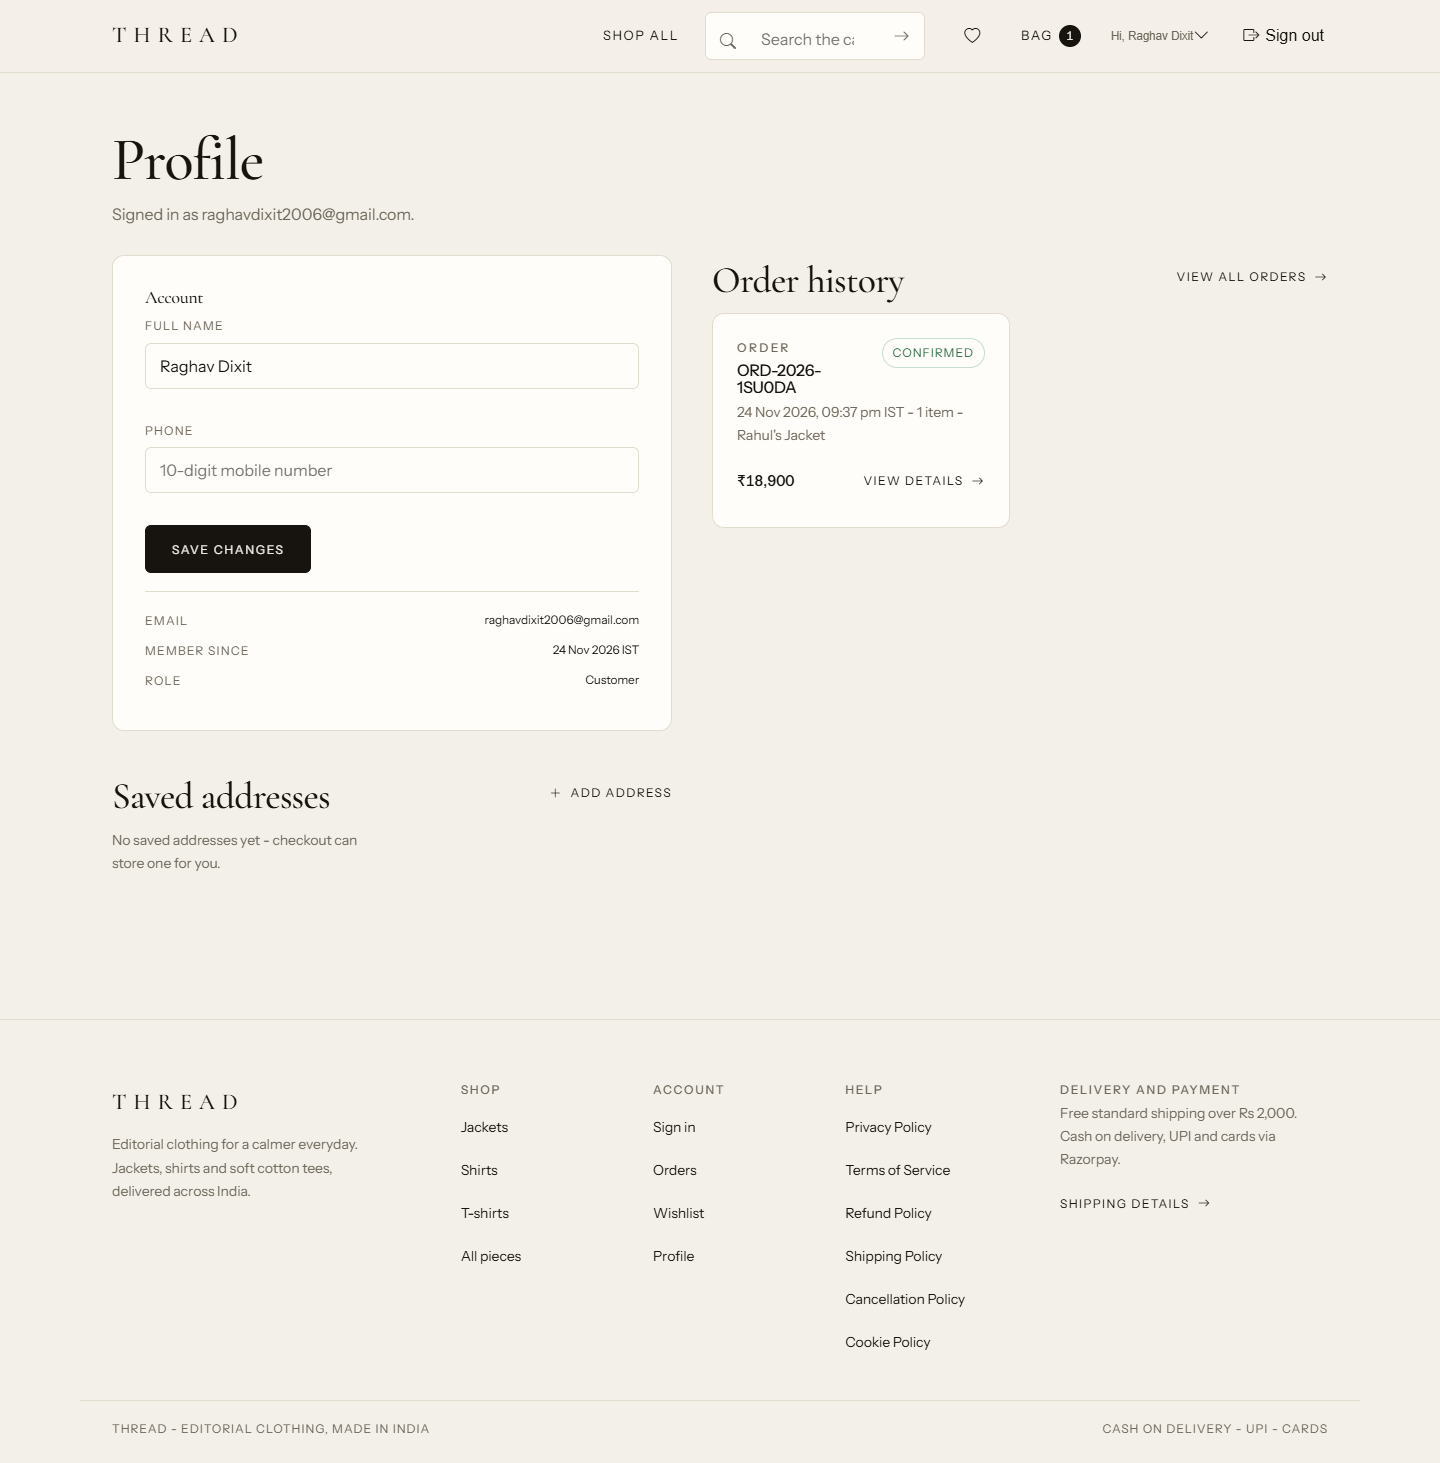 THREAD
SHOP ALL
Search the ca
BAG 1
Hi, Raghav Dixit
Sign out
Profile
Signed in as raghavdixit2006@gmail.com.
Account
FULL NAME
Raghav Dixit
PHONE
10-digit mobile number
SAVE CHANGES
EMAIL raghavdixit2006@gmail.com
MEMBER SINCE 24 Nov 2026 IST
ROLE Customer
Order history
VIEW ALL ORDERS →
ORDER
CONFIRMED
ORD-2026-
1SU0DA
24 Nov 2026, 09:37 pm IST - 1 item -
Rahul's Jacket
₹18,900
VIEW DETAILS →
Saved addresses
+ ADD ADDRESS
No saved addresses yet - checkout can
store one for you.
THREAD
Editorial clothing for a calmer everyday.
Jackets, shirts and soft cotton tees,
delivered across India.
SHOP
Jackets
Shirts
T-shirts
All pieces
ACCOUNT
Sign in
Orders
Wishlist
Profile
HELP
Privacy Policy
Terms of Service
Refund Policy
Shipping Policy
Cancellation Policy
Cookie Policy
DELIVERY AND PAYMENT
Free standard shipping over Rs 2,000.
Cash on delivery, UPI and cards via
Razorpay.
SHIPPING DETAILS →
THREAD - EDITORIAL CLOTHING, MADE IN INDIA
CASH ON DELIVERY - UPI - CARDS